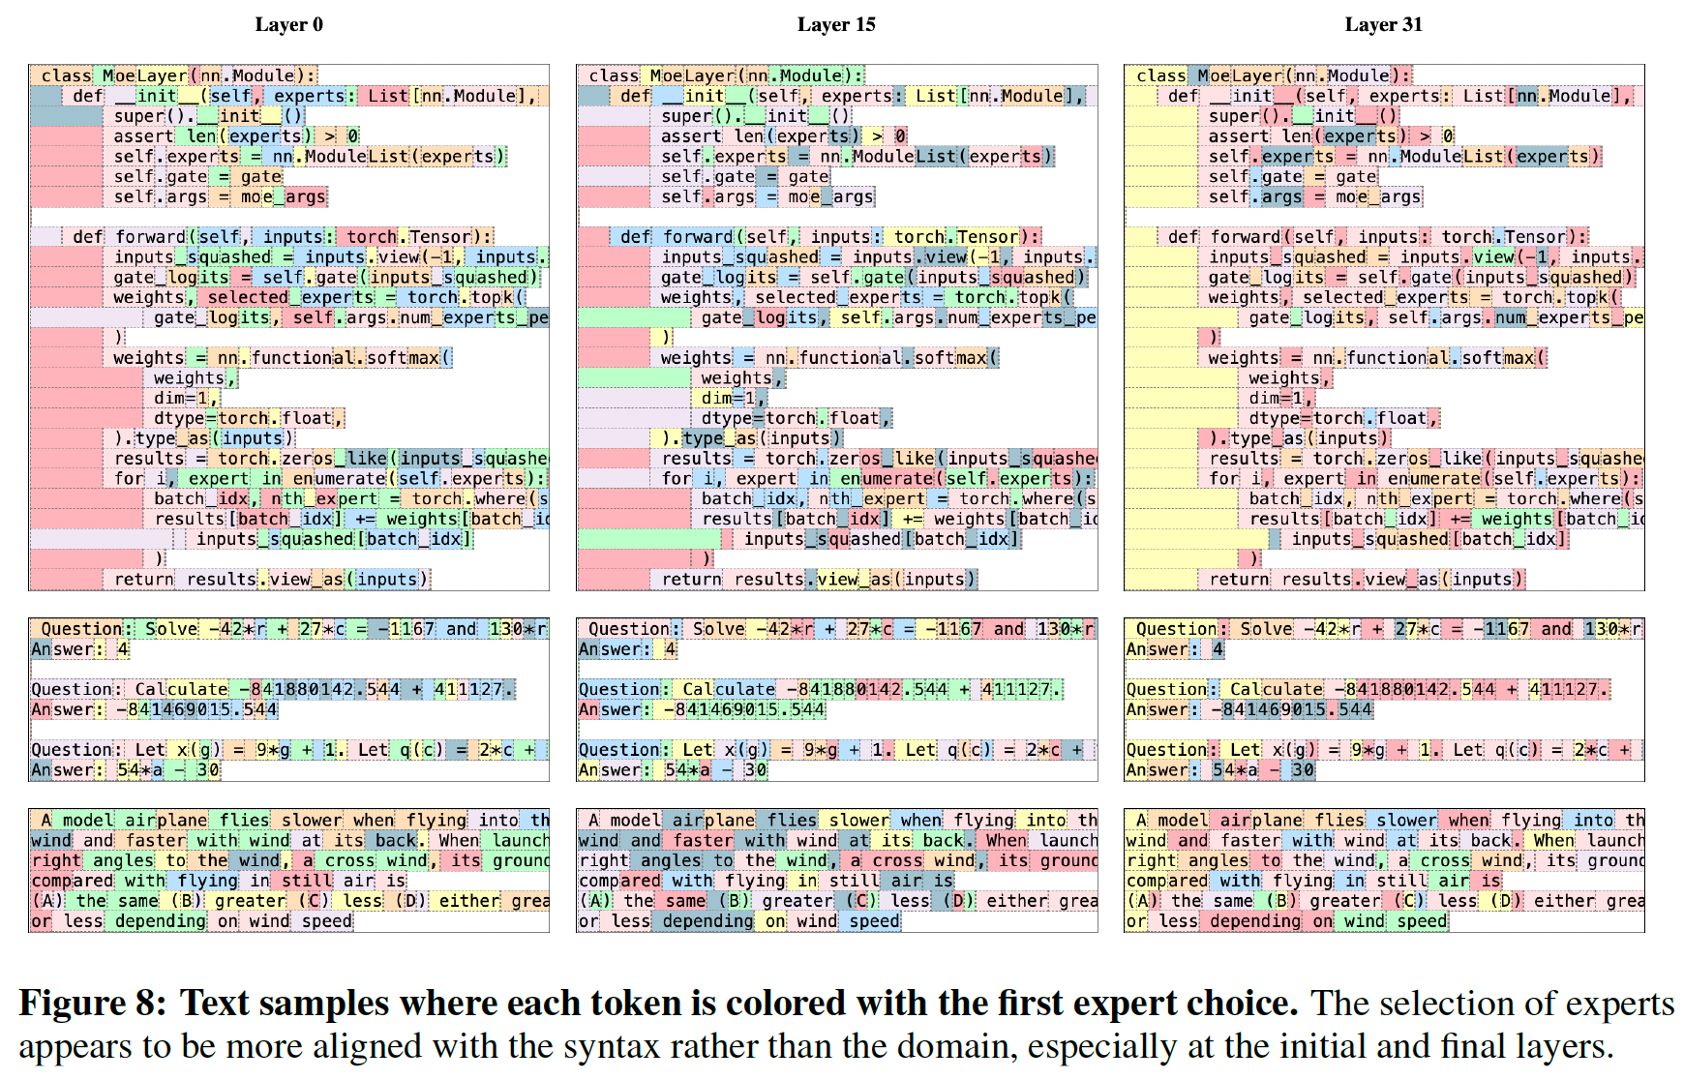 Layer 0
class MoeLayer(nn.Module):
def __init__(self, experts: List[nn.Module],
super().__init__()
assert len(experts) > 0
self.experts = nn.ModuleList(experts)
self.gate = gate
self.args = moe_args
def forward(self, inputs: torch.Tensor):
inputs_squashed = inputs.view(-1, inputs.
gate_logits = self.gate(inputs_squashed)
weights, selected_experts = torch.topk(
gate_logits, self.args.num_experts_pe
)
weights = nn.functional.softmax(
weights,
dim=1,
dtype=torch.float,
).type_as(inputs)
results = torch.zeros_like(inputs_squashe
for i, expert in enumerate(self.experts):
batch_idx, nth_expert = torch.where(s
results[batch_idx] += weights[batch_id
inputs_squashed[batch_idx]
)
return results.view_as(inputs)
Question: Solve -42*r + 27*c = -1167 and 130*r
Answer: 4
Question: Calculate -841880142.544 + 411127.
Answer: -841469015.544
Question: Let x(g) = 9*g + 1. Let q(c) = 2*c +
Answer: 54*a - 30
A model airplane flies slower when flying into th
wind and faster with wind at its back. When launch
right angles to the wind, a cross wind, its ground
compared with flying in still air is
(A) the same (B) greater (C) less (D) either grea
or less depending on wind speed
Layer 15
class MoeLayer(nn.Module):
def __init__(self, experts: List[nn.Module],
super().__init__()
assert len(experts) > 0
self.experts = nn.ModuleList(experts)
self.gate = gate
self.args = moe_args
def forward(self, inputs: torch.Tensor):
inputs_squashed = inputs.view(-1, inputs.
gate_logits = self.gate(inputs_squashed)
weights, selected_experts = torch.topk(
gate_logits, self.args.num_experts_pe
)
weights = nn.functional.softmax(
weights,
dim=1,
dtype=torch.float,
).type_as(inputs)
results = torch.zeros_like(inputs_squashe
for i, expert in enumerate(self.experts):
batch_idx, nth_expert = torch.where(s
results[batch_idx] += weights[batch_id
inputs_squashed[batch_idx]
)
return results.view_as(inputs)
Question: Solve -42*r + 27*c = -1167 and 130*r
Answer: 4
Question: Calculate -841880142.544 + 411127.
Answer: -841469015.544
Question: Let x(g) = 9*g + 1. Let q(c) = 2*c +
Answer: 54*a - 30
A model airplane flies slower when flying into th
wind and faster with wind at its back. When launch
right angles to the wind, a cross wind, its ground
compared with flying in still air is
(A) the same (B) greater (C) less (D) either grea
or less depending on wind speed
Layer 31
class MoeLayer(nn.Module):
def __init__(self, experts: List[nn.Module],
super().__init__()
assert len(experts) > 0
self.experts = nn.ModuleList(experts)
self.gate = gate
self.args = moe_args
def forward(self, inputs: torch.Tensor):
inputs_squashed = inputs.view(-1, inputs.
gate_logits = self.gate(inputs_squashed)
weights, selected_experts = torch.topk(
gate_logits, self.args.num_experts_pe
)
weights = nn.functional.softmax(
weights,
dim=1,
dtype=torch.float,
).type_as(inputs)
results = torch.zeros_like(inputs_squashe
for i, expert in enumerate(self.experts):
batch_idx, nth_expert = torch.where(s
results[batch_idx] += weights[batch_id
inputs_squashed[batch_idx]
)
return results.view_as(inputs)
Question: Solve -42*r + 27*c = -1167 and 130*r
Answer: 4
Question: Calculate -841880142.544 + 411127.
Answer: -841469015.544
Question: Let x(g) = 9*g + 1. Let q(c) = 2*c +
Answer: 54*a - 30
A model airplane flies slower when flying into th
wind and faster with wind at its back. When launch
right angles to the wind, a cross wind, its ground
compared with flying in still air is
(A) the same (B) greater (C) less (D) either grea
or less depending on wind speed
Figure 8: Text samples where each token is colored with the first expert choice. The selection of experts
appears to be more aligned with the syntax rather than the domain, especially at the initial and final layers.